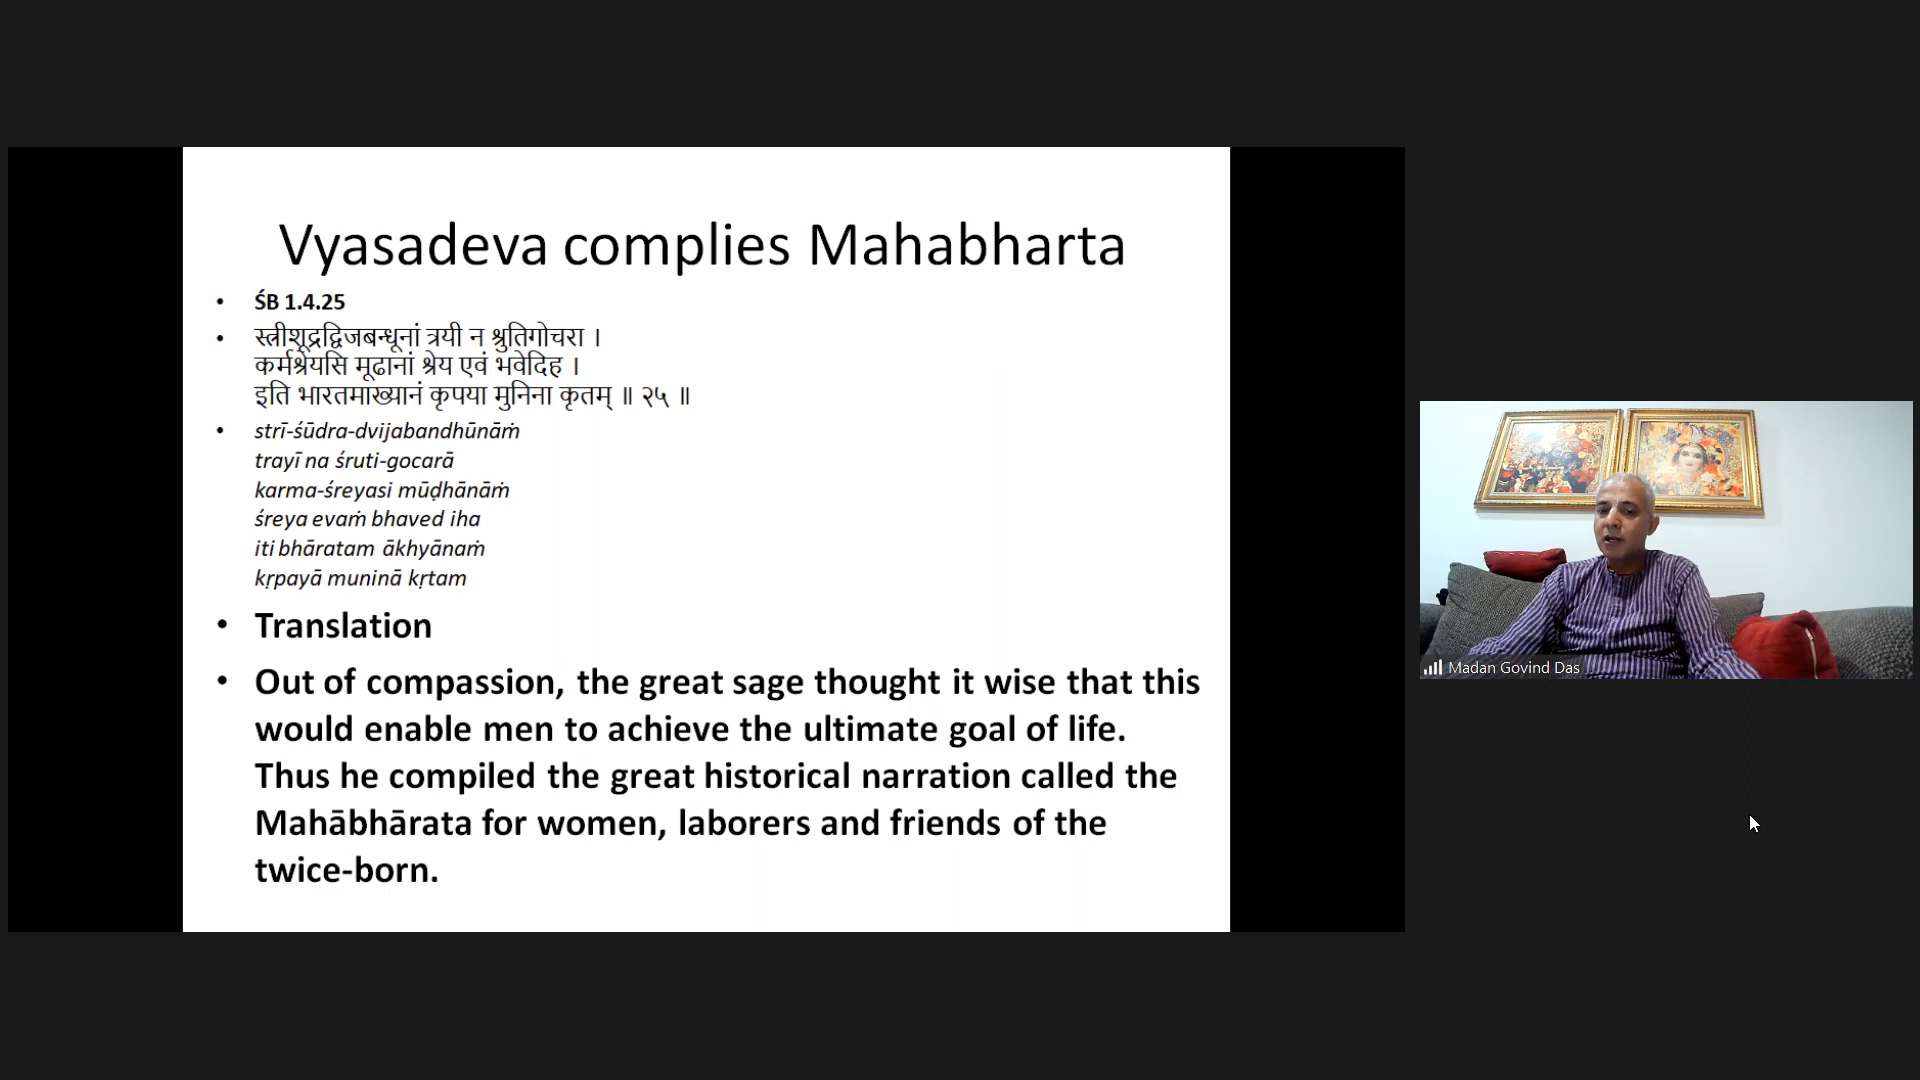 Vyasadeva complies Mahabharta
• ŚB 1.4.25
• स्त्रीशूद्रद्विजबन्धूनां त्रयी न श्रुतिगोचरा ।
कर्मश्रेयसि मूढानां श्रेय एवं भवेदिह ।
इति भारतमाख्यानं कृपया मुनिना कृतम् ॥ २५ ॥
• strī-śūdra-dvijabandhūnāṁ
trayī na śruti-gocarā
karma-śreyasi mūḍhānāṁ
śreya evaṁ bhaved iha
iti bhāratam ākhyānaṁ
kṛpayā muninā kṛtam
• Translation
• Out of compassion, the great sage thought it wise that this
would enable men to achieve the ultimate goal of life.
Thus he compiled the great historical narration called the
Mahābhārata for women, laborers and friends of the
twice-born.
Madan Govind Das